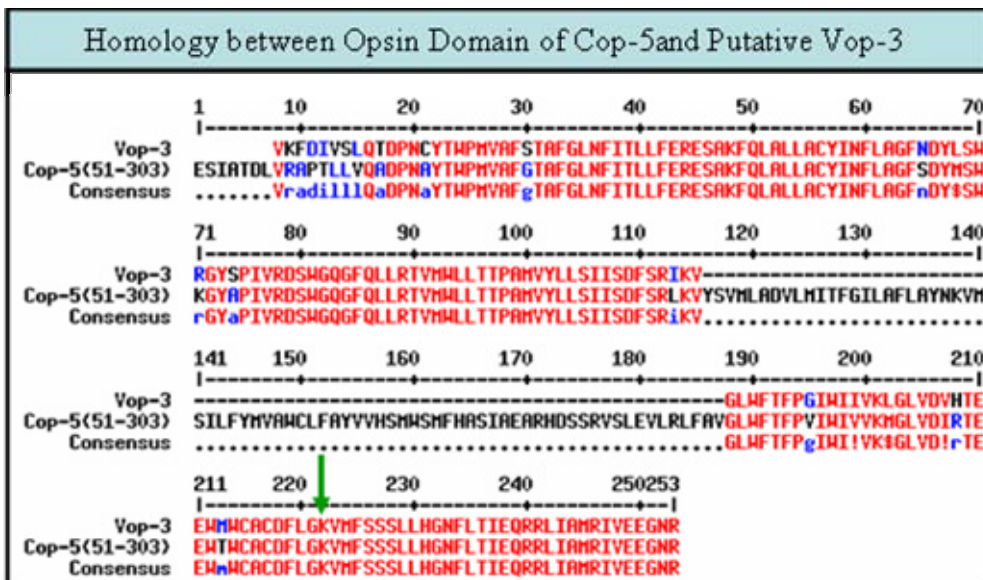 Homology between Opsin Domain of Cop-5and Putative Vop-3
1 10 20 30 40 50 60 70
|--------+---------+---------+---------+---------+---------+---------|
Vop-3 VKFDIVSLQTDPNCYTWPMVAFSTAFGLNFITLLFERESAKFQLALLACYINFLAGFNDYLSW
Cop-5(51-303) ESIATDLVRAPTLLVQADPNAYTWPMVAFGTAFGLNFITLLFERESAKFQLALLACYINFLAGFSDYMSW
Consensus .......VradilllQaDPNaYTWPMVAFgTAFGLNFITLLFERESAKFQLALLACYINFLAGFnDY$SW
71 80 90 100 110 120 130 140
|--------+---------+---------+---------+---------+---------+---------|
Vop-3 RGYSPIVRDSWGQGFQLLRTVMWLLTTPAMVYLLSIISDFSRIKV-------------------------
Cop-5(51-303) KGYAPIVRDSWGQGFQLLRTVMWLLTTPAMVYLLSIISDFSRLKVYSVMLADVLMITFGILAFLAYNKVM
Consensus rGYaPIVRDSWGQGFQLLRTVMWLLTTPAMVYLLSIISDFSRiKV.........................
141 150 160 170 180 190 200 210
|--------+---------+---------+---------+---------+---------+---------|
Vop-3 -----------------------------------------------GLWFTFPGIWIIVKLGLVDVHTE
Cop-5(51-303) SILFYMVAWCLFAYVVHSMWSMFHASIAEARHDSSRVSLEVLRLFAVGLWFTFPVIWIVVKMGLVDIRTE
Consensus ...............................................GLWFTFPgIWI!VK$GLVD!rTE
211 220 230 240 250253
|--------+---------+---------+---------+--|
Vop-3 EWMWCACDFLGKVMFSSSLLHGNFLTIEQRRLIAMRIVEEGNR
Cop-5(51-303) EWTWCACDFLGKVMFSSSLLHGNFLTIEQRRLIAMRIVEEGNR
Consensus EWmWCACDFLGKVMFSSSLLHGNFLTIEQRRLIAMRIVEEGNR